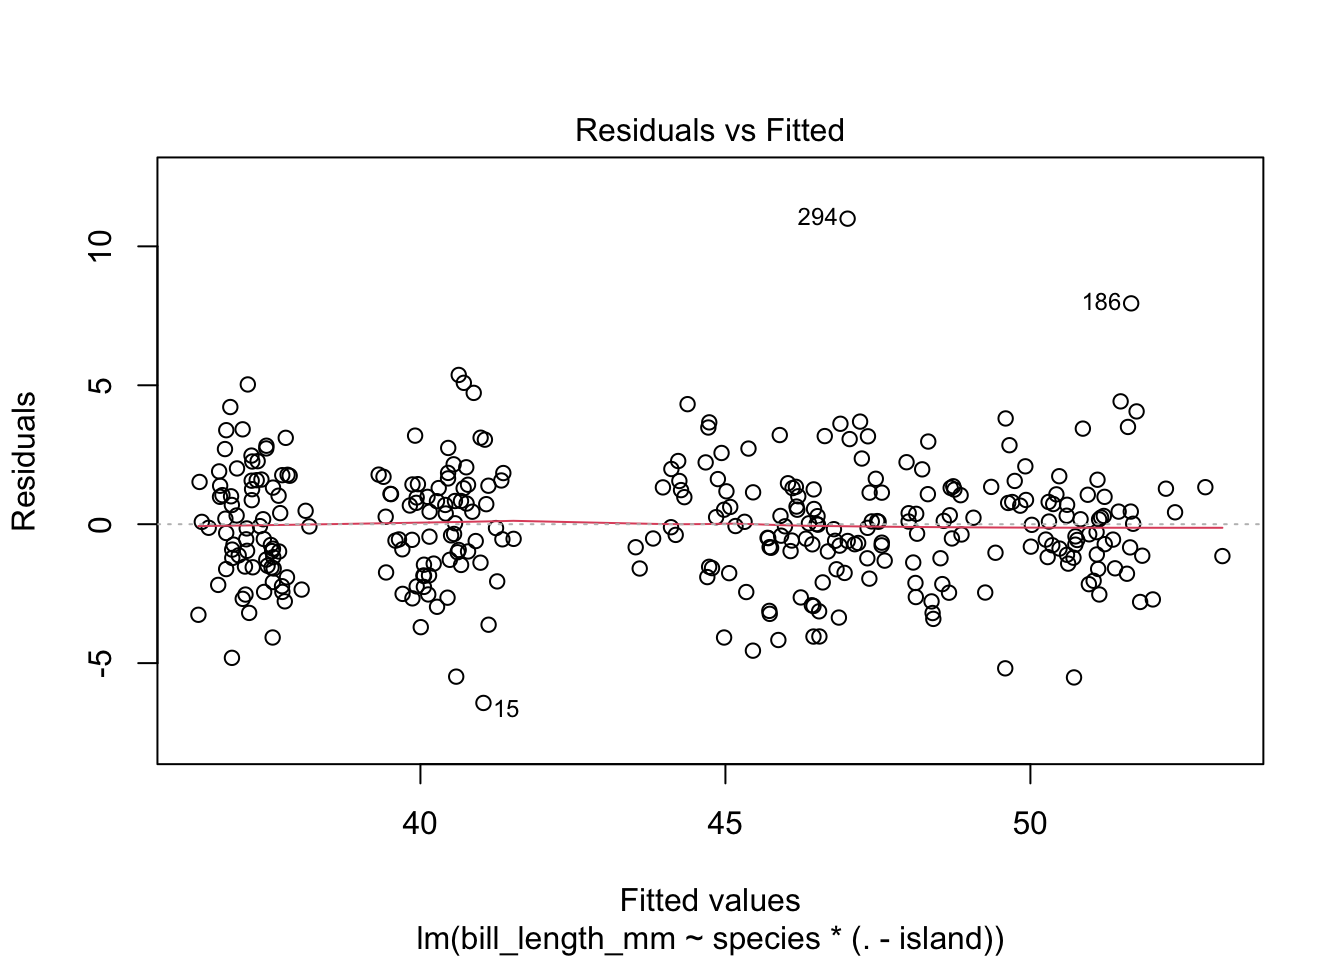 Residuals vs Fitted
294
186
15
10
5
0
-5
Residuals
40 45 50
Fitted values
lm(bill_length_mm ~ species * (. - island))